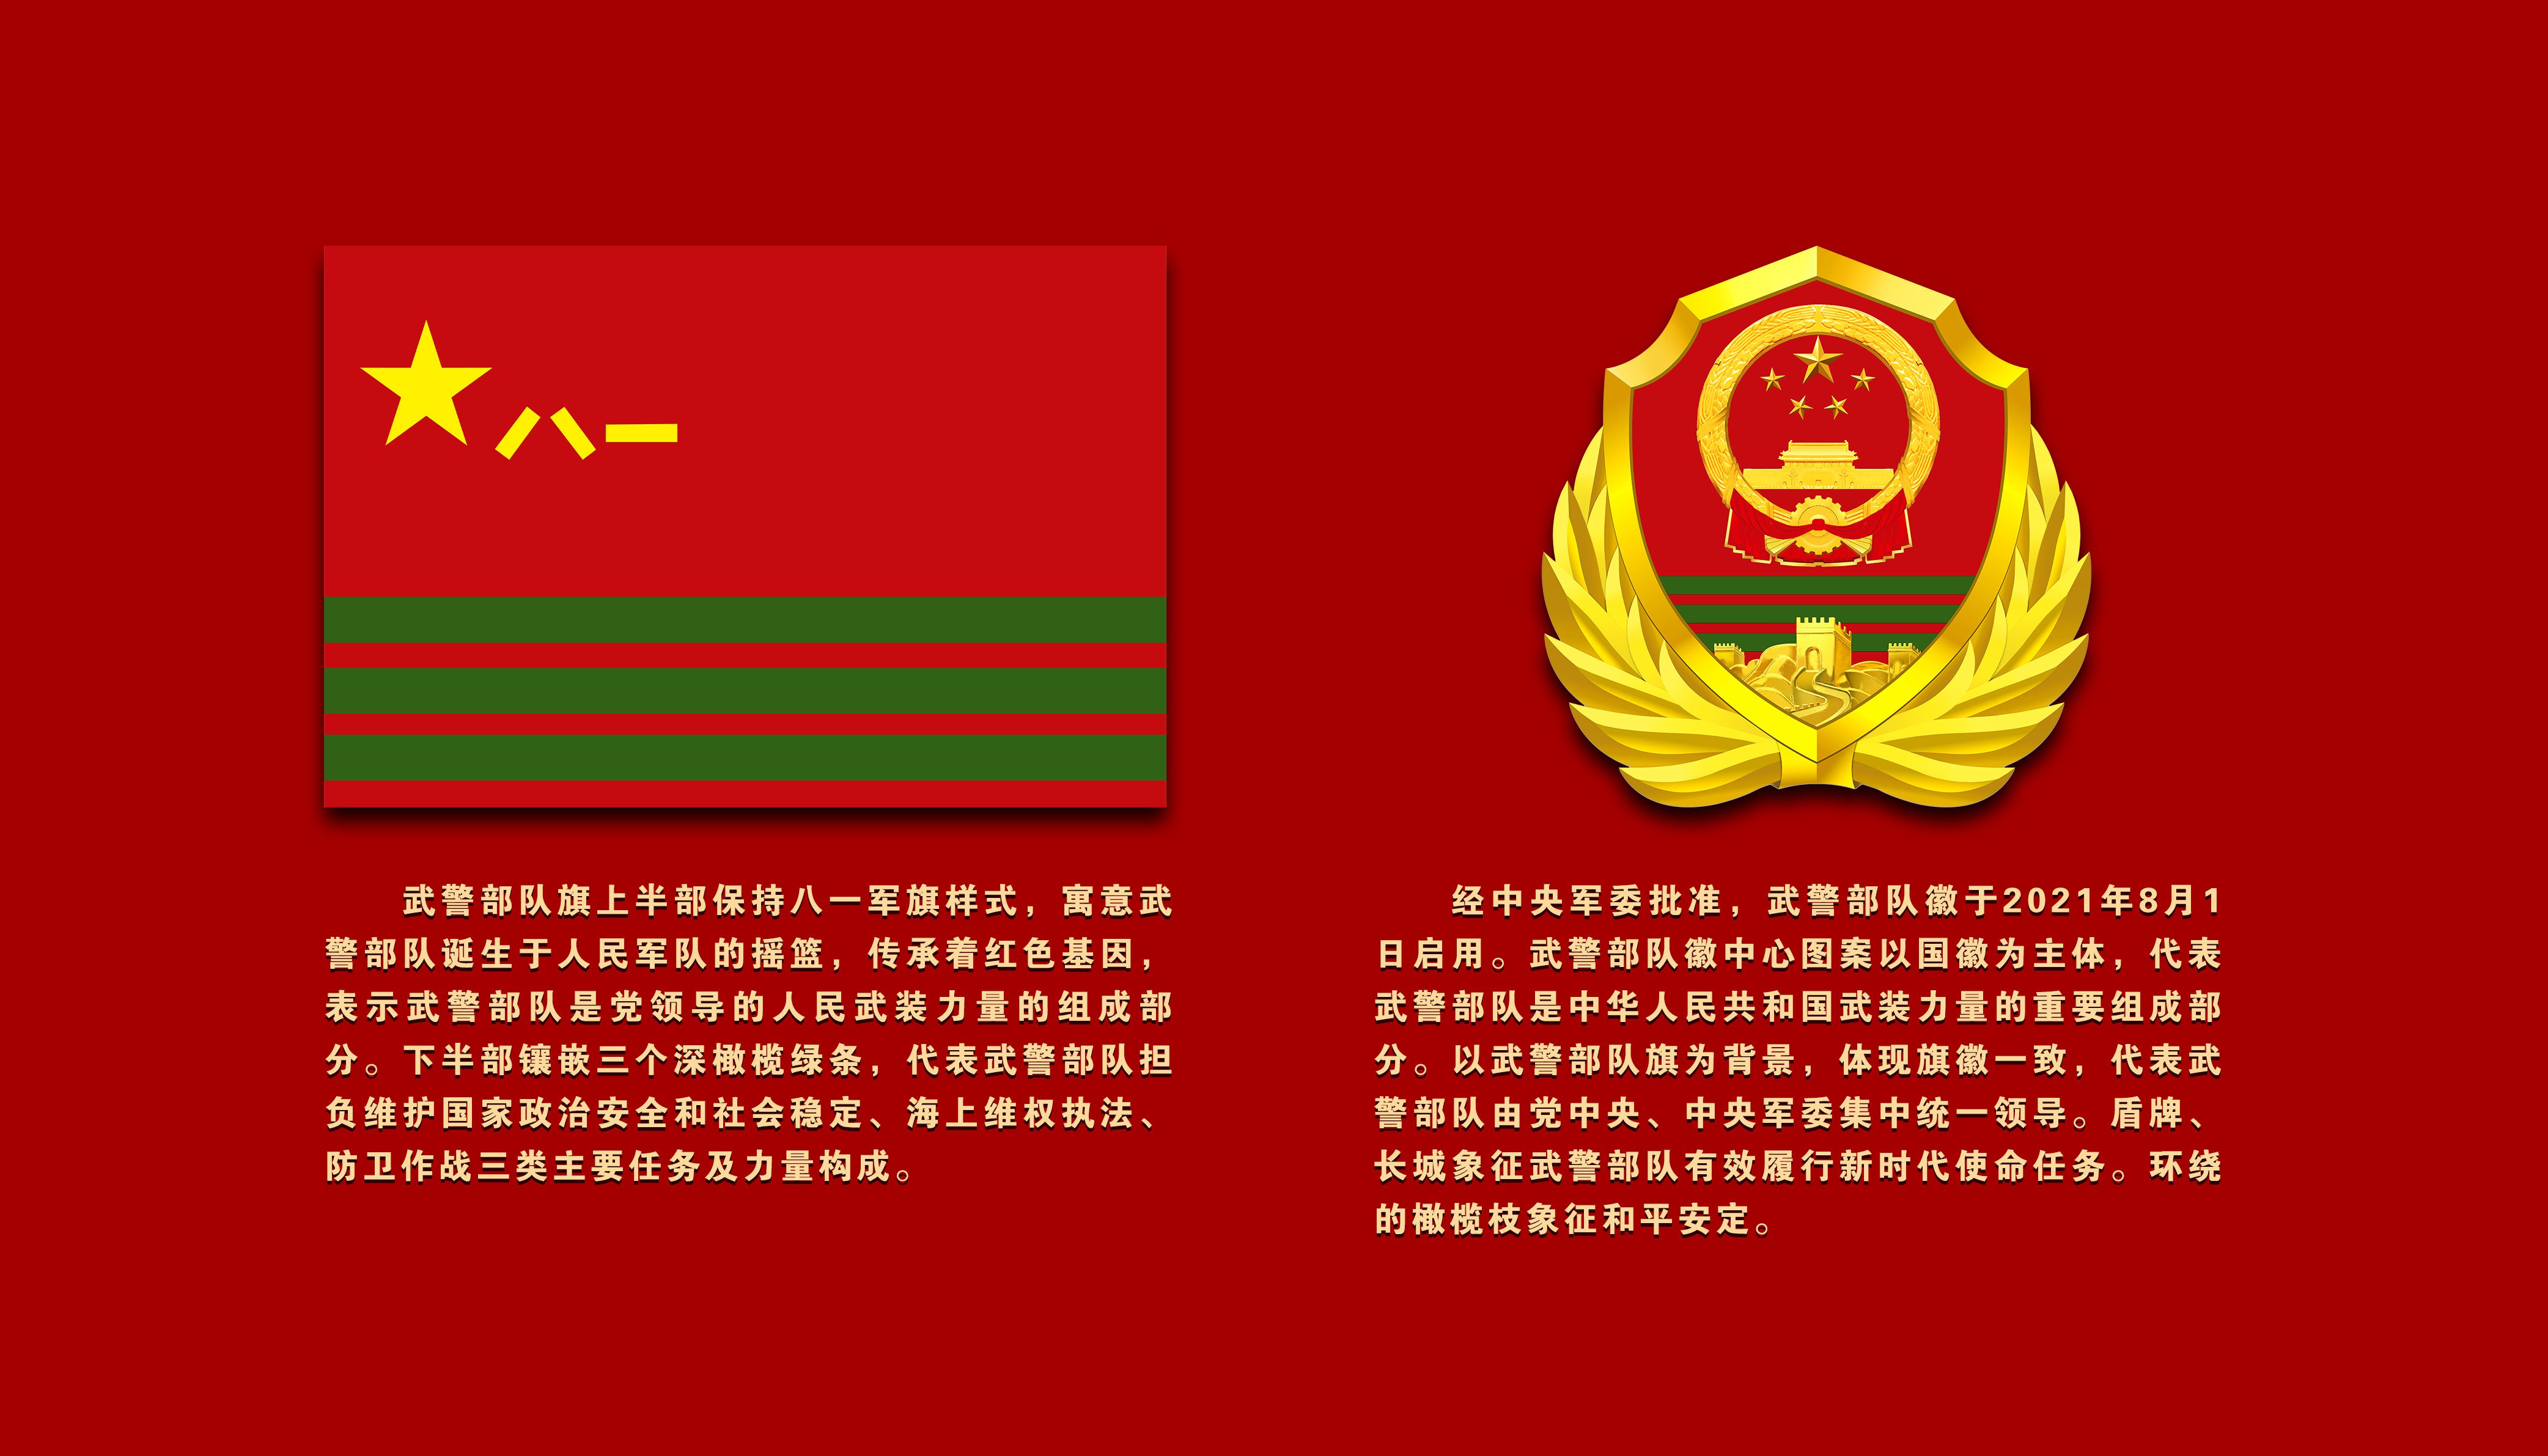 八一
武警部队旗上半部保持八一军旗样式，寓意武
警部队诞生于人民军队的摇篮，传承着红色基因，
表示武警部队是党领导的人民武装力量的组成部
分。下半部镶嵌三个深橄榄绿条，代表武警部队担
负维护国家政治安全和社会稳定、海上维权执法、
防卫作战三类主要任务及力量构成。
经中央军委批准，武警部队徽于2021年8月1
日启用。武警部队徽中心图案以国徽为主体，代表
武警部队是中华人民共和国武装力量的重要组成部
分。以武警部队旗为背景，体现旗徽一致，代表武
警部队由党中央、中央军委集中统一领导。盾牌、
长城象征武警部队有效履行新时代使命任务。环绕
的橄榄枝象征和平安定。